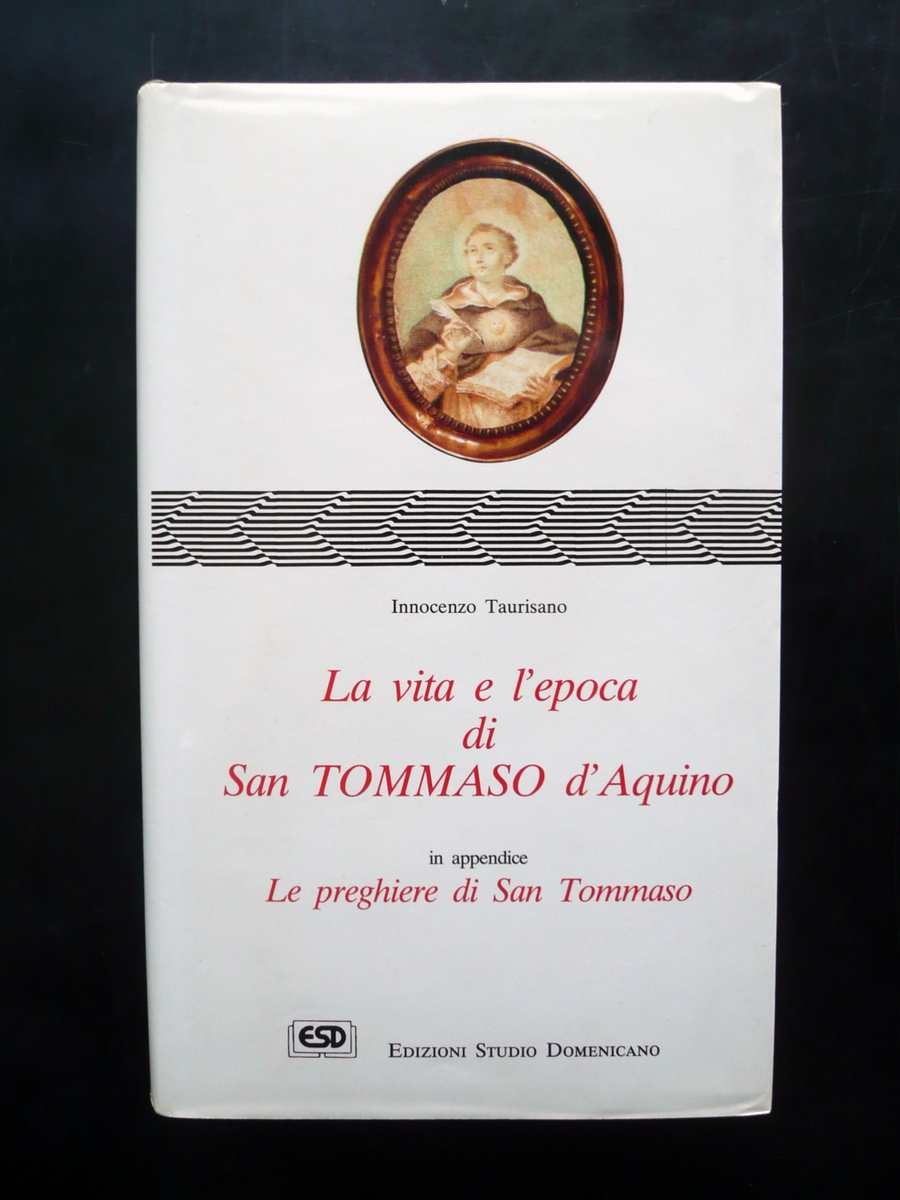 Innocenzo Taurisano
La vita e l'epoca
di
San TOMMASO d'Aquino
in appendice
Le preghiere di San Tommaso
ESD
EDIZIONI STUDIO DOMENICANO